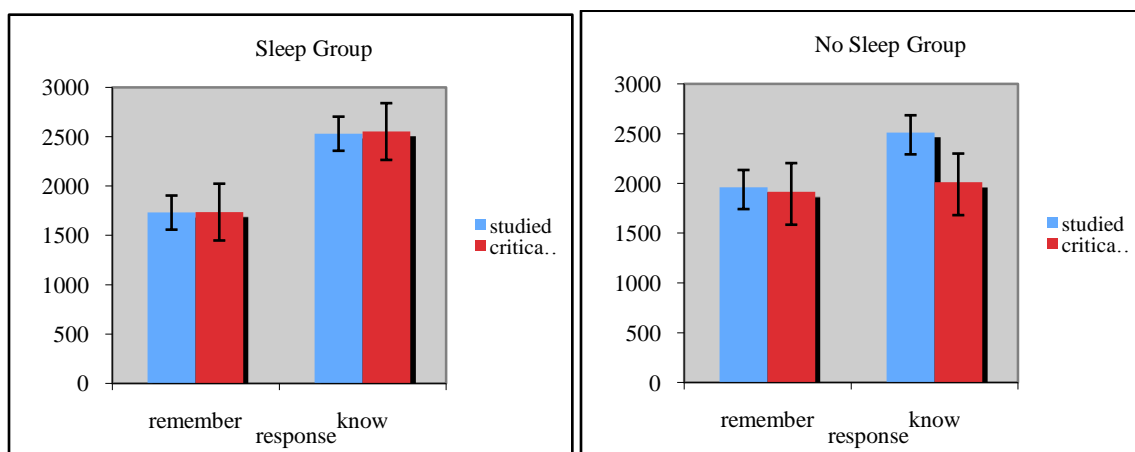 Sleep Group
3000
2500
2000
1500
1000
500
0
remember know
response
studied
critica..
No Sleep Group
3000
2500
2000
1500
1000
500
0
remember know
response
studied
critica..